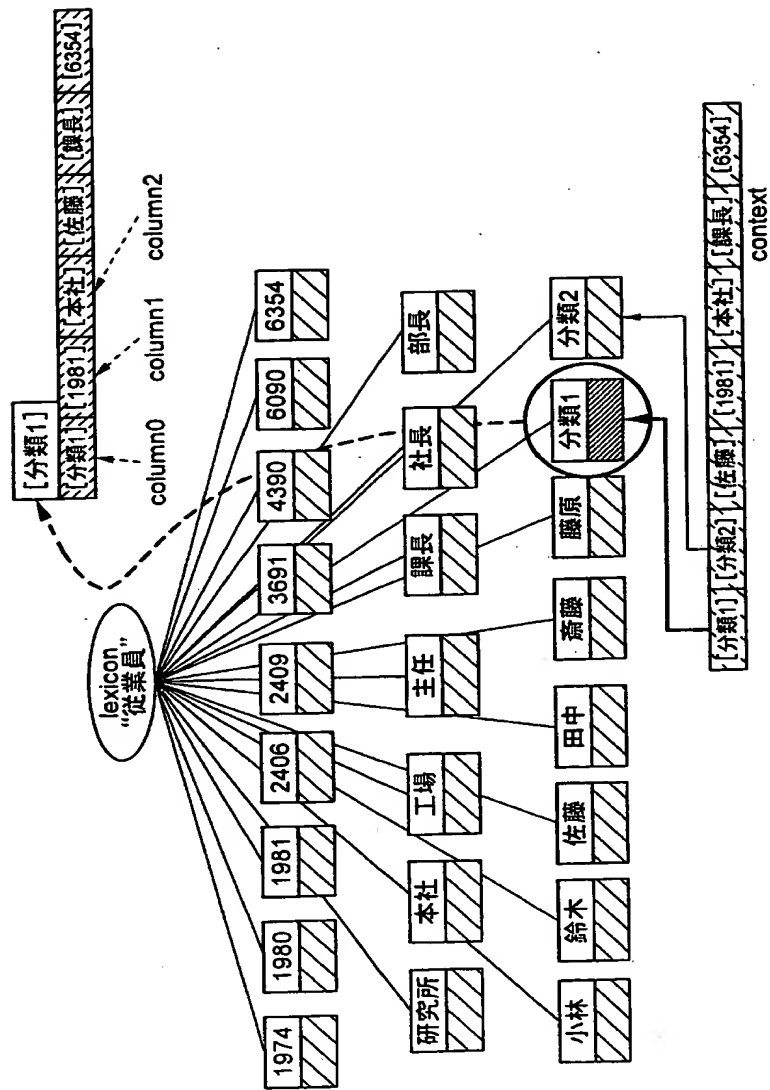 [分類1]
[分類1] [1981] [本社] [佐藤] [課長] [6354]
column0 column1 column2
lexicon
“従業員”
1974 1980 1981 2406 2409 3691 4390 6090 6354
研究所 本社 工場 主任 課長 社長 部長
小林 鈴木 佐藤 田中 斎藤 藤原 分類1 分類2
[分類1] [分類2] [佐藤] [1981] [本社] [課長] [6354]
context